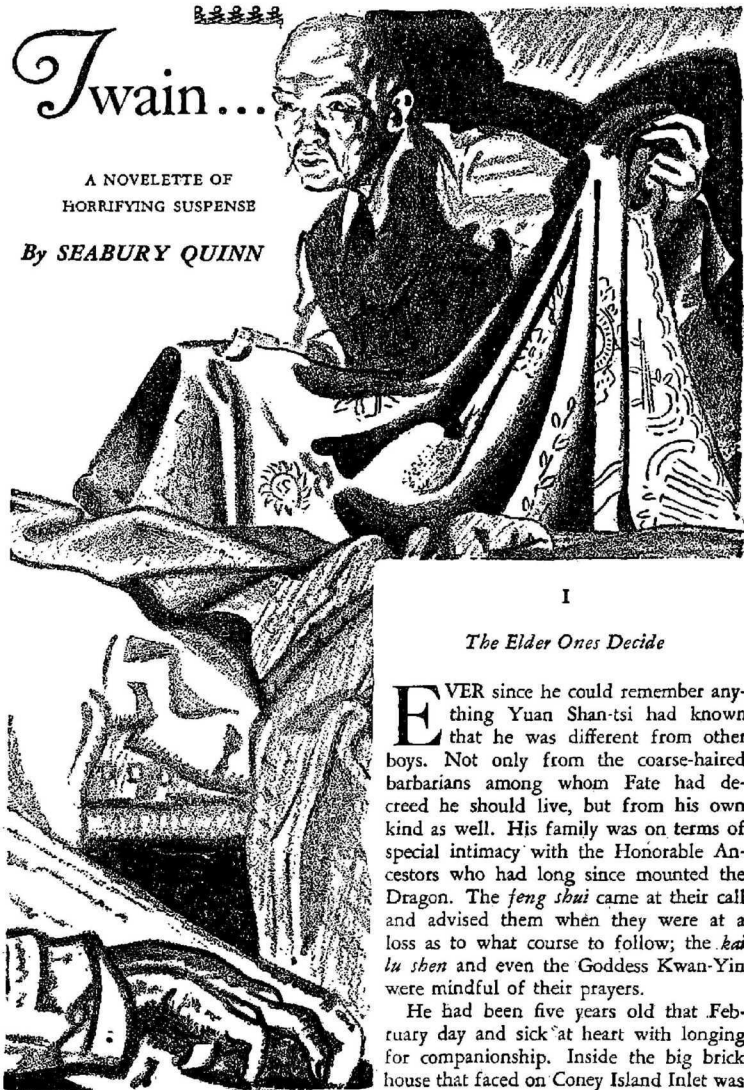 Twain...
A NOVELETTE OF
HORRIFYING SUSPENSE
By SEABURY QUINN
I
The Elder Ones Decide
EVER since he could remember any-
thing Yuan Shan-tsi had known
that he was different from other
boys. Not only from the coarse-haired
barbarians among whom Fate had de-
creed he should live, but from his own
kind as well. His family was on terms of
special intimacy with the Honorable An-
cestors who had long since mounted the
Dragon. The feng shui came at their call
and advised them when they were at a
loss as to what course to follow; the kai
lu shen and even the Goddess Kwan-Yin
were mindful of their prayers.
He had been five years old that Feb-
ruary day and sick at heart with longing
for companionship. Inside the big brick
house that faced on Coney Island Inlet was